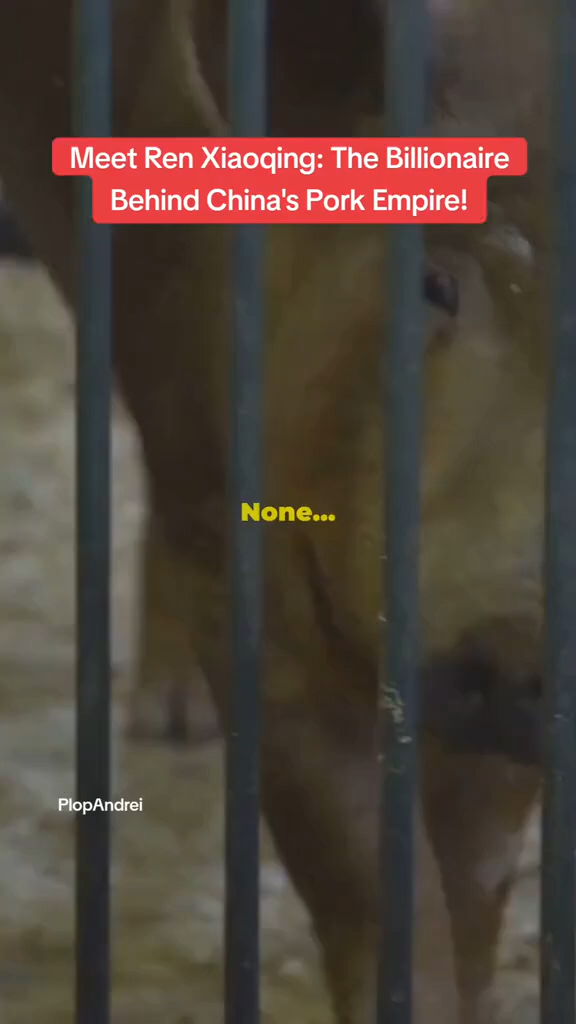 Meet Ren Xiaoqing: The Billionaire
Behind China's Pork Empire!
None...
PlopAndrei